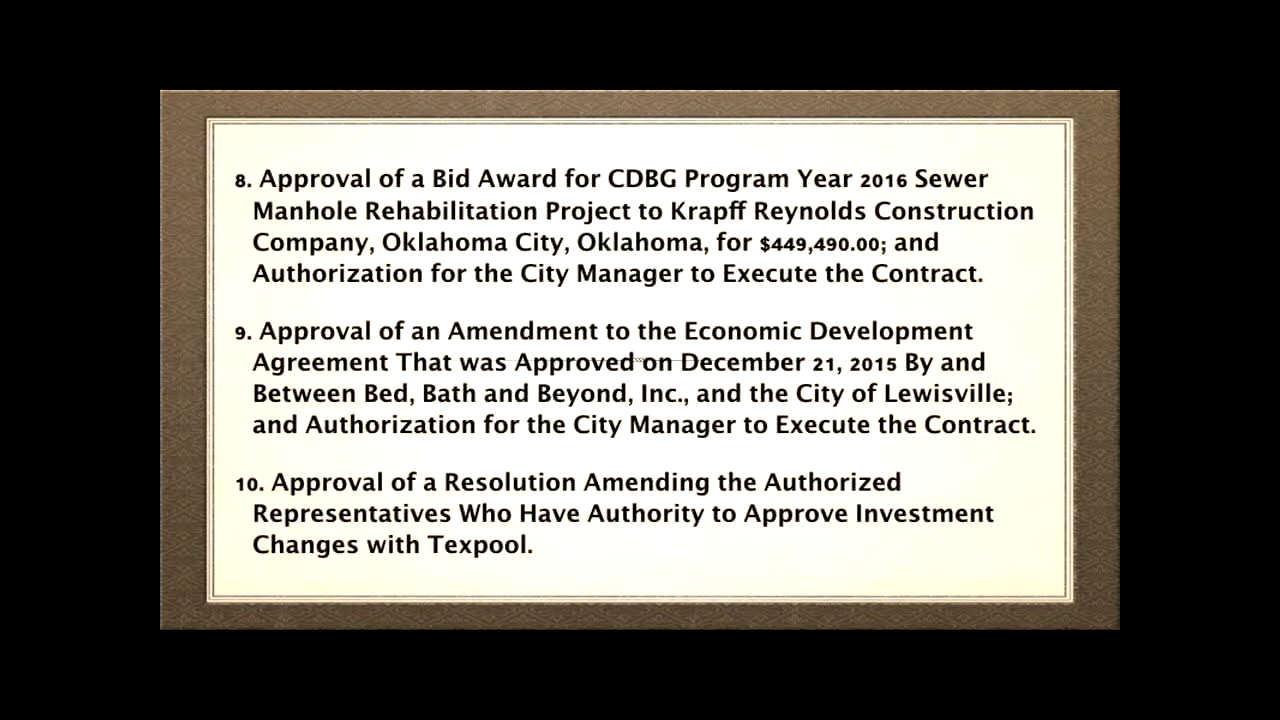 8. Approval of a Bid Award for CDBG Program Year 2016 Sewer
Manhole Rehabilitation Project to Krapff Reynolds Construction
Company, Oklahoma City, Oklahoma, for $449,490.00; and
Authorization for the City Manager to Execute the Contract.
9. Approval of an Amendment to the Economic Development
Agreement That was Approved on December 21, 2015 By and
Between Bed, Bath and Beyond, Inc., and the City of Lewisville;
and Authorization for the City Manager to Execute the Contract.
10. Approval of a Resolution Amending the Authorized
Representatives Who Have Authority to Approve Investment
Changes with Texpool.